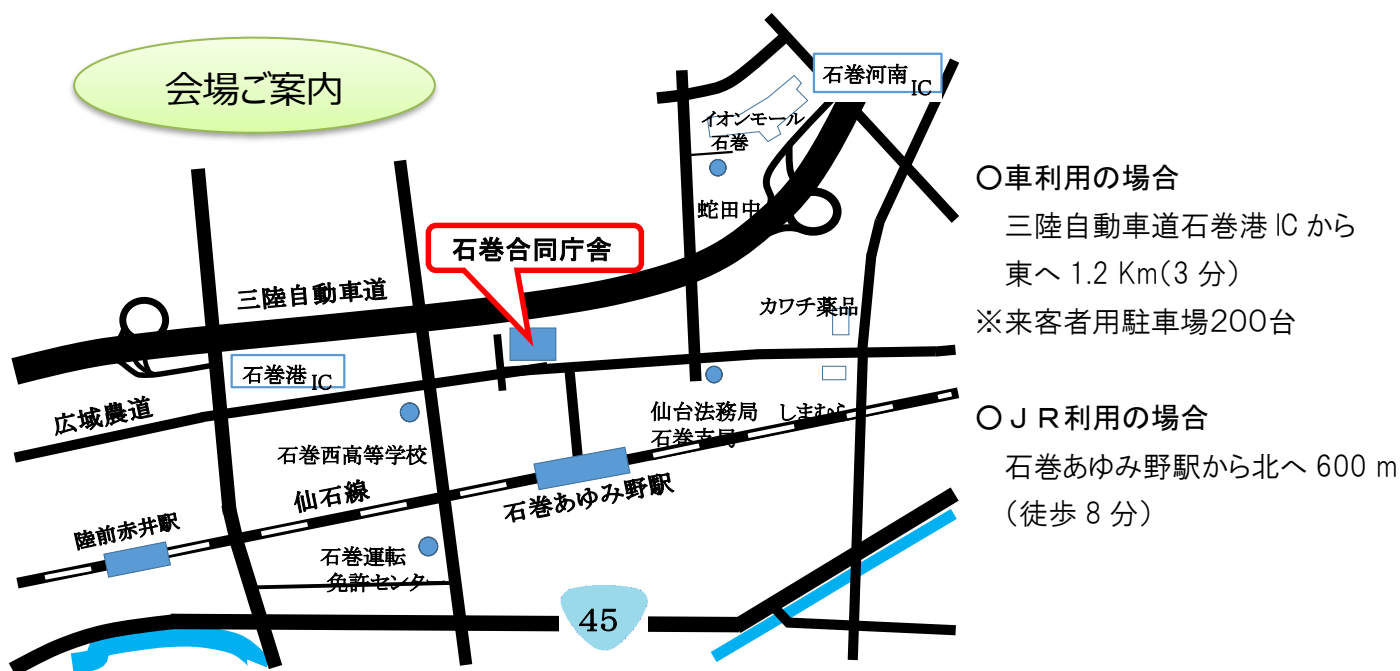 会場ご案内
石巻河南 IC
イオンモール
石巻
蛇田中
石巻合同庁舎
三陸自動車道
カワチ薬品
石巻港 IC
広域農道
仙台法務局
石巻支局
しまむら
石巻西高等学校
仙石線
石巻あゆみ野駅
陸前赤井駅
石巻運転
免許センタ
45
〇車利用の場合
三陸自動車道石巻港 IC から
東へ 1.2 Km(3 分)
※来客者用駐車場200台
〇ＪＲ利用の場合
石巻あゆみ野駅から北へ 600 m
(徒歩 8 分)